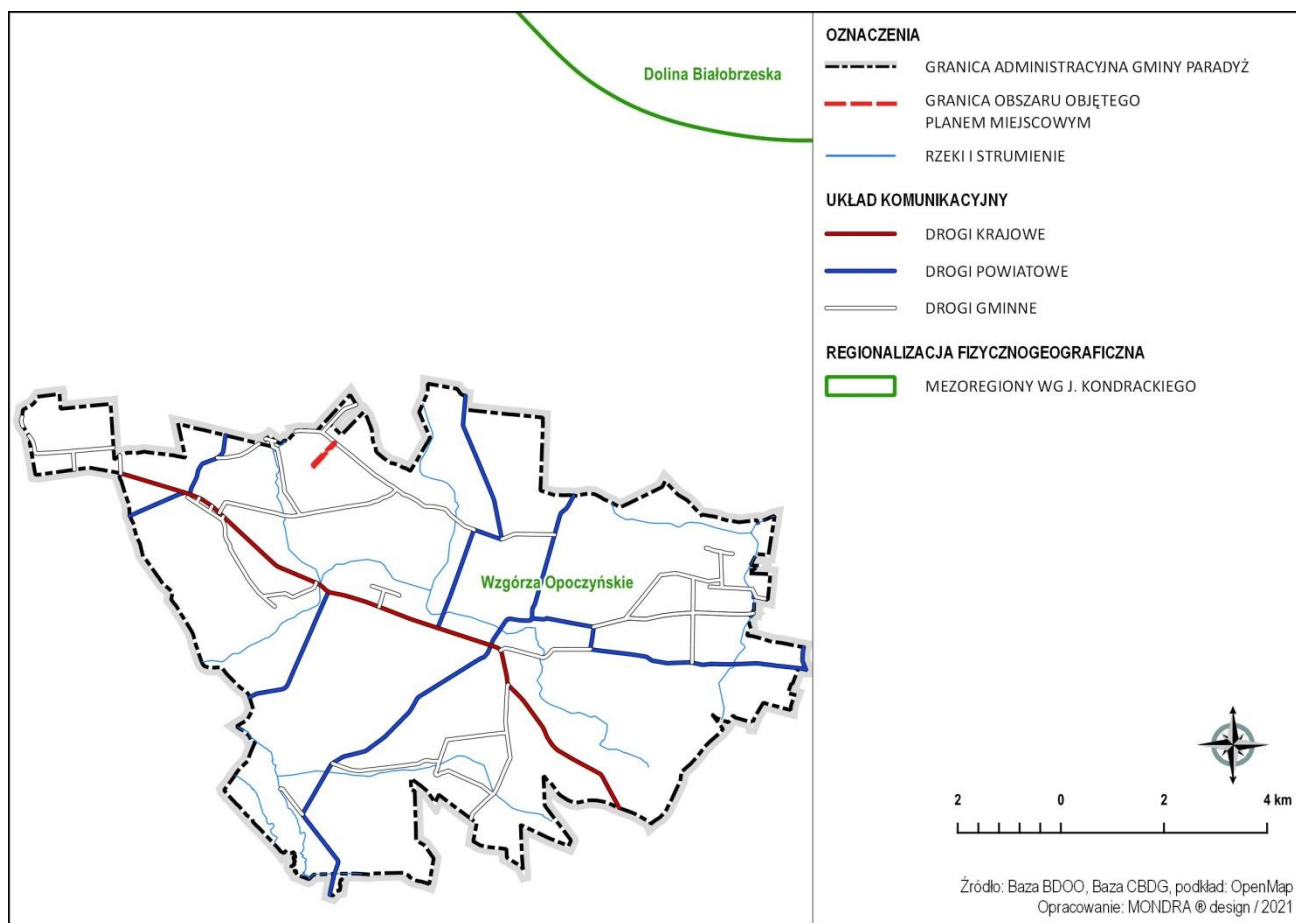 Dolina Białobrzeska
Wzgórza Opoczyńskie
OZNACZENIA
GRANICA ADMINISTRACYJNA GMINY PARADYŻ
GRANICA OBSZARU OBJĘTEGO
PLANEM MIEJSCOWYM
RZEKI I STRUMIENIE
UKŁAD KOMUNIKACYJNY
DROGI KRAJOWE
DROGI POWIATOWE
DROGI GMINNE
REGIONALIZACJA FIZYCZNOGEOGRAFICZNA
MEZOREGIONY WG J. KONDRACKIEGO
2 0 2 4 km
Źródło: Baza BDOO, Baza CBDG, podkład: OpenMap
Opracowanie: MONDRA ® design / 2021